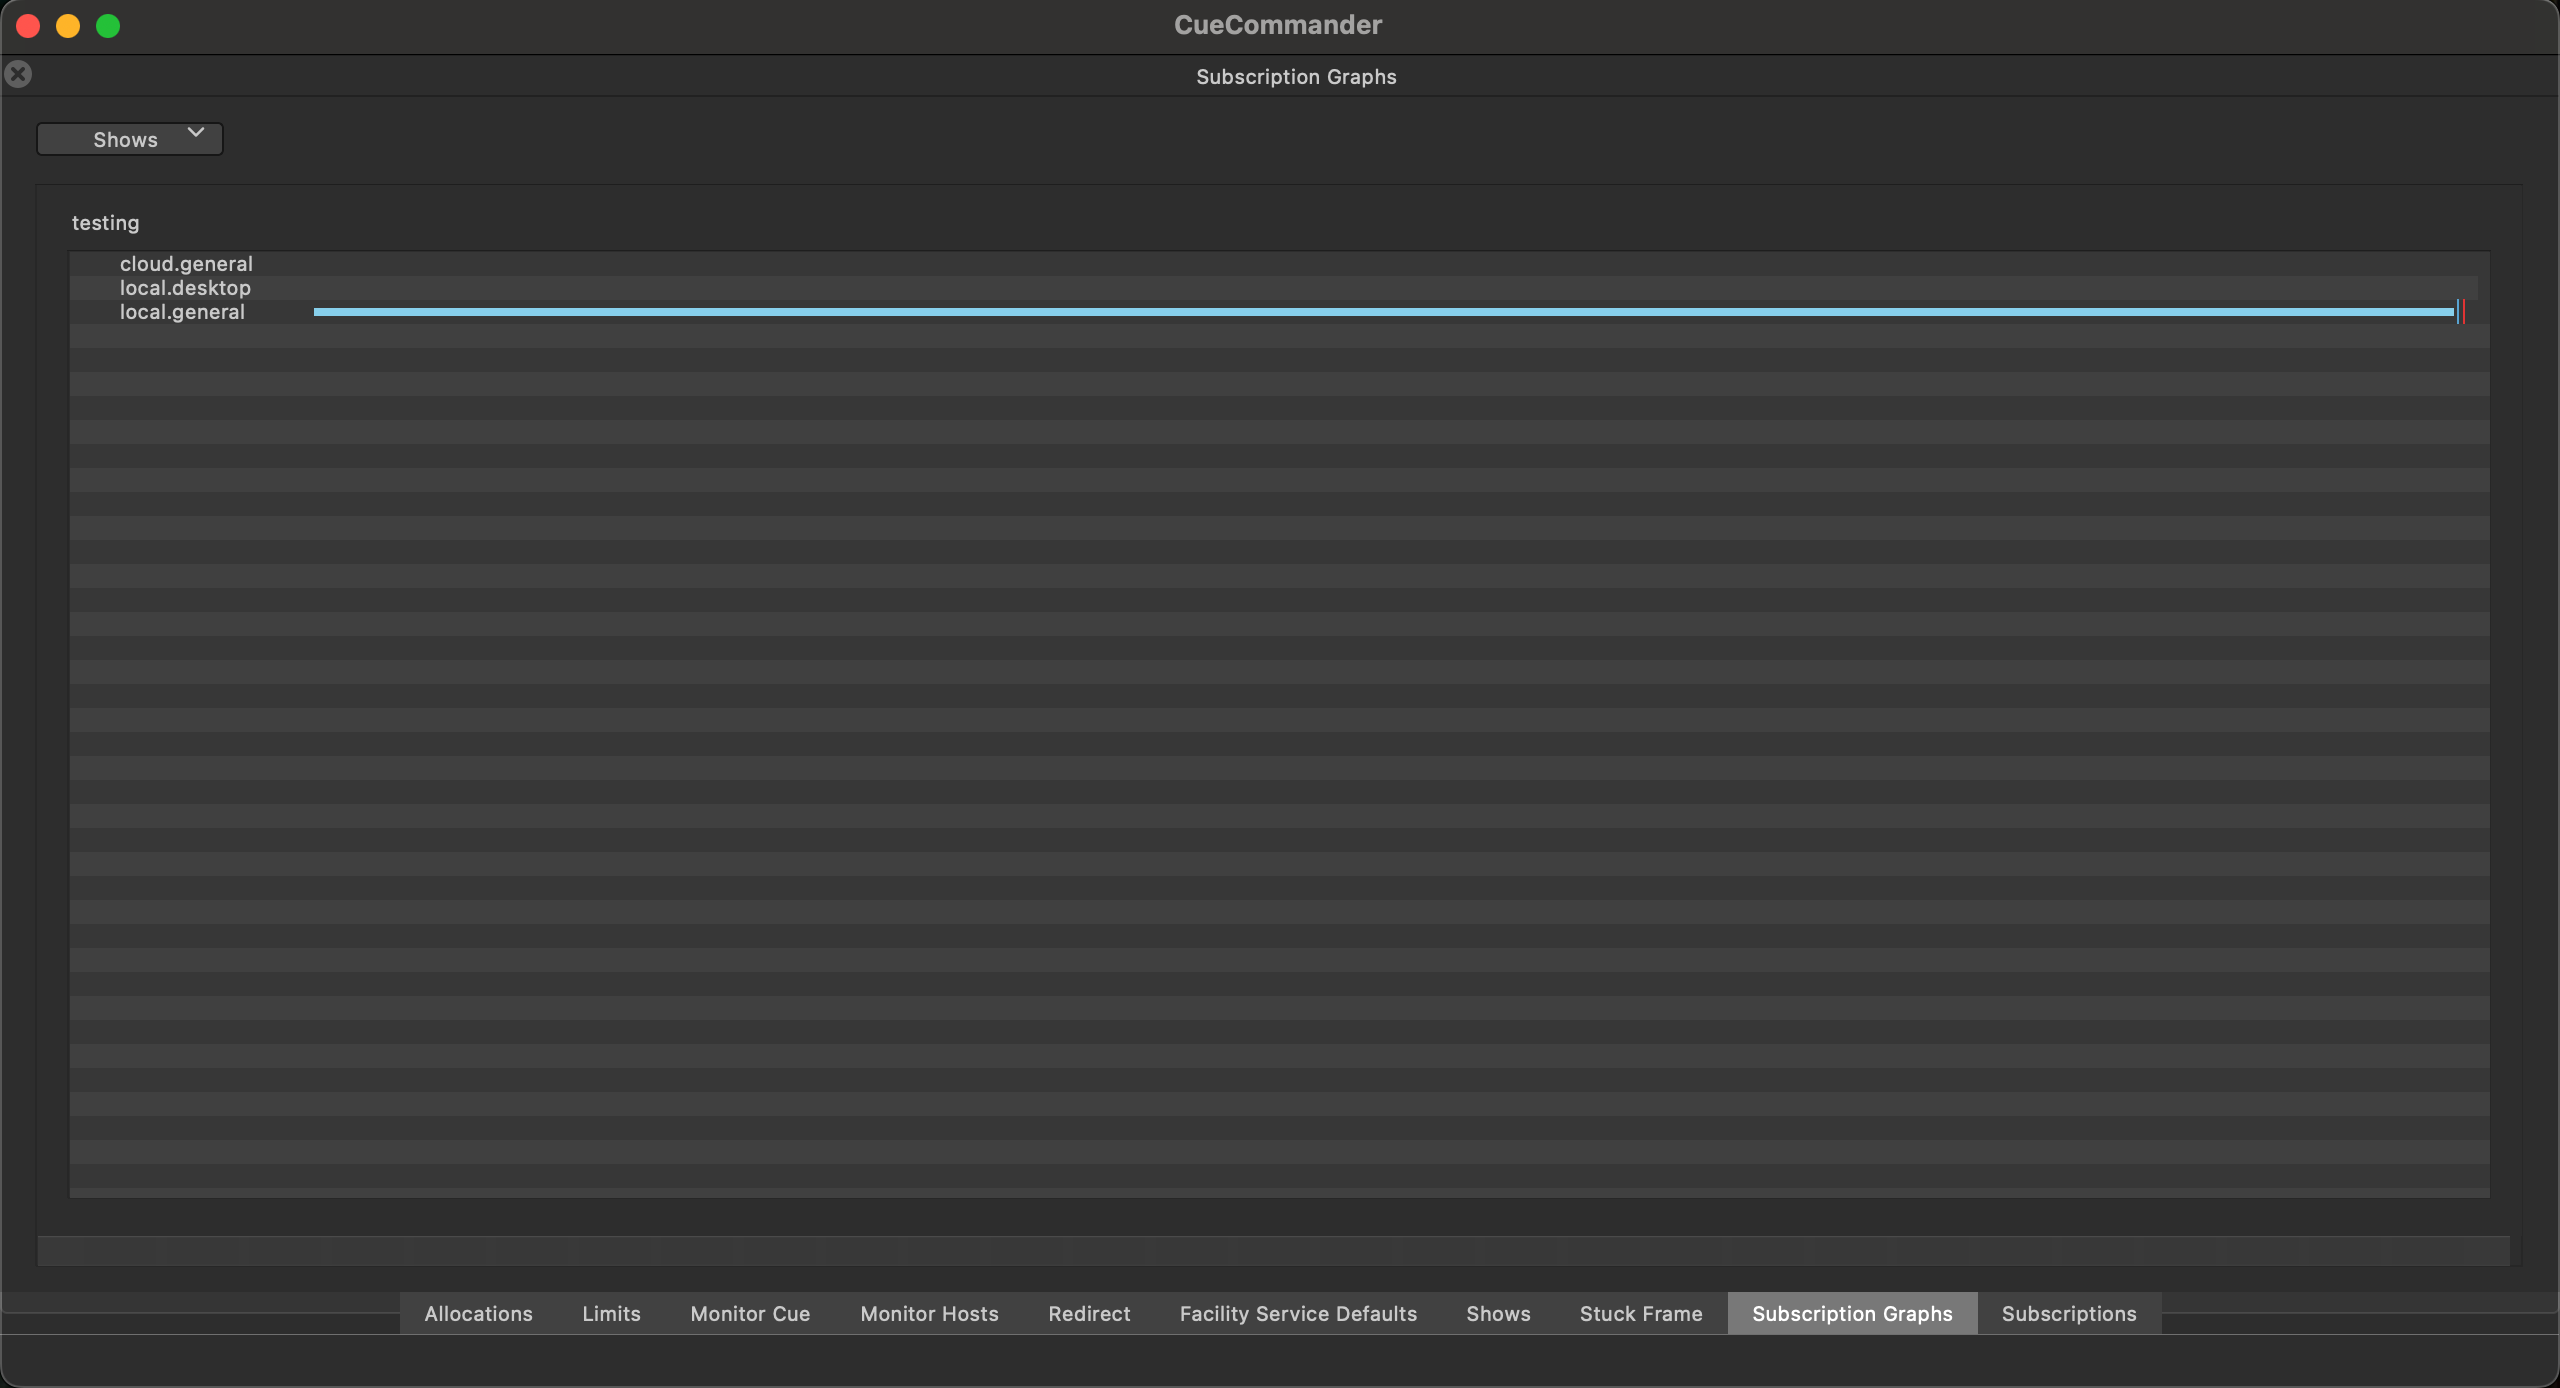 CueCommander
Subscription Graphs
Shows
testing
cloud.general
local.desktop
local.general
Allocations Limits Monitor Cue Monitor Hosts Redirect Facility Service Defaults Shows Stuck Frame Subscription Graphs Subscriptions